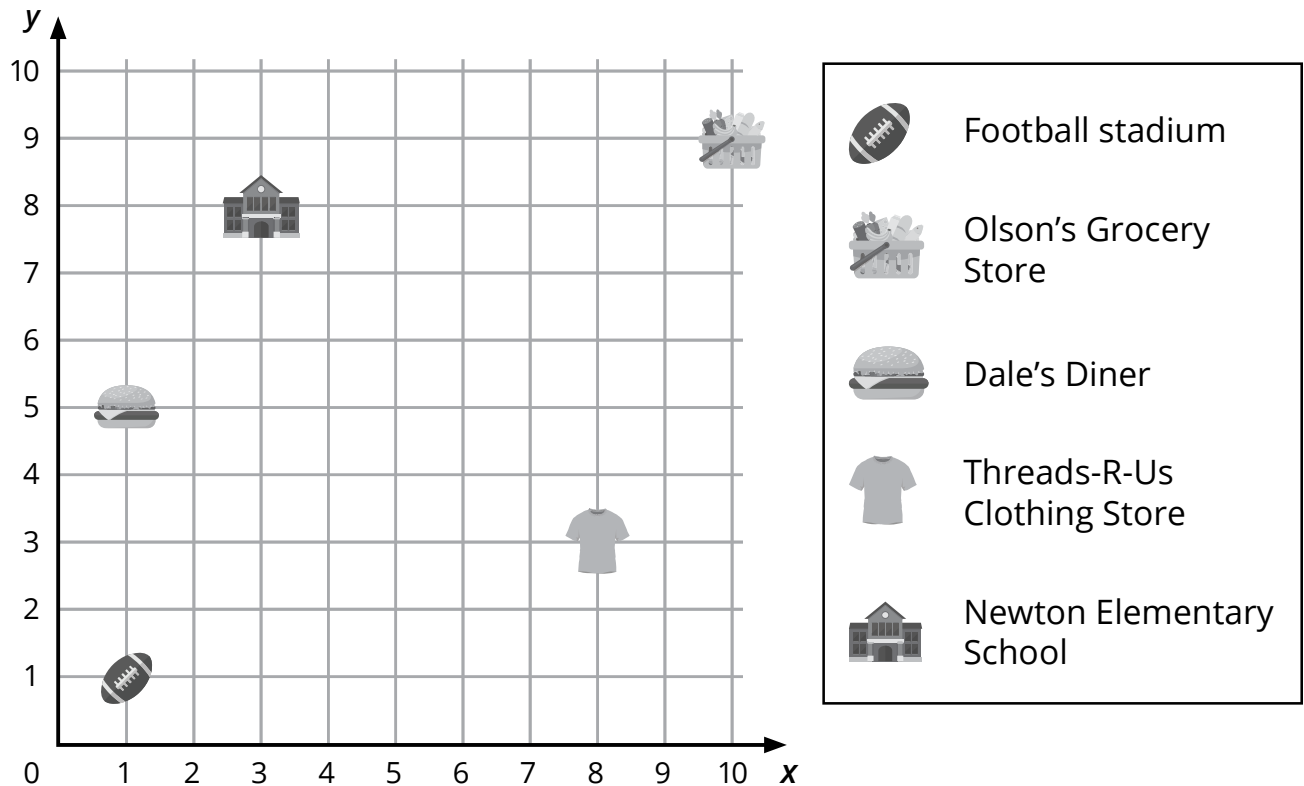 y
10
9
8
7
6
5
4
3
2
1
0 1 2 3 4 5 6 7 8 9 10 x
Football stadium
Olson’s Grocery
Store
Dale’s Diner
Threads-R-Us
Clothing Store
Newton Elementary
School